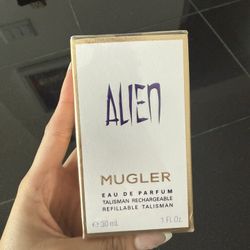 ALIEN
MUGLER
EAU DE PARFUM
TALISMAN RECHARGEABLE
REFILLABLE TALISMAN
℮ 30 mL 1 Fl.Oz.